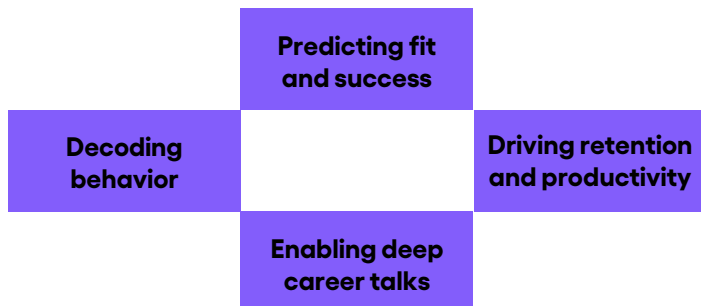 Predicting fit
and success
Decoding
behavior
Driving retention
and productivity
Enabling deep
career talks